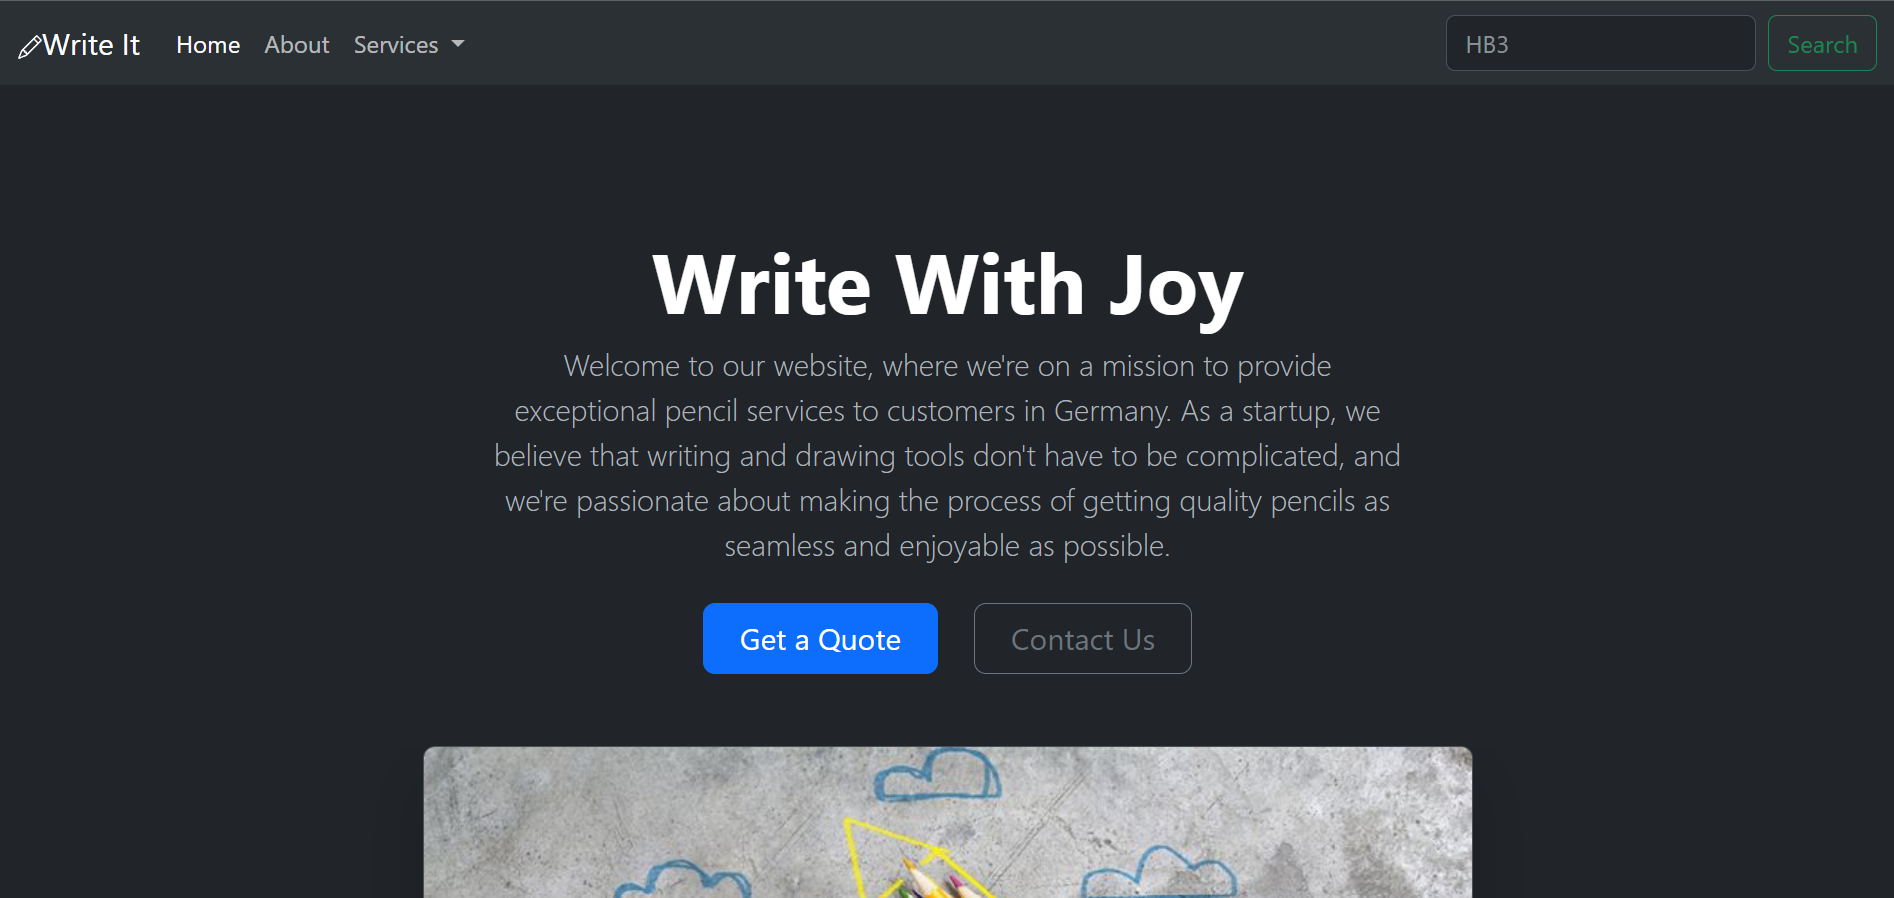 Write It Home About Services HB3 Search
Write With Joy
Welcome to our website, where we're on a mission to provide
exceptional pencil services to customers in Germany. As a startup, we
believe that writing and drawing tools don't have to be complicated, and
we're passionate about making the process of getting quality pencils as
seamless and enjoyable as possible.
Get a Quote Contact Us